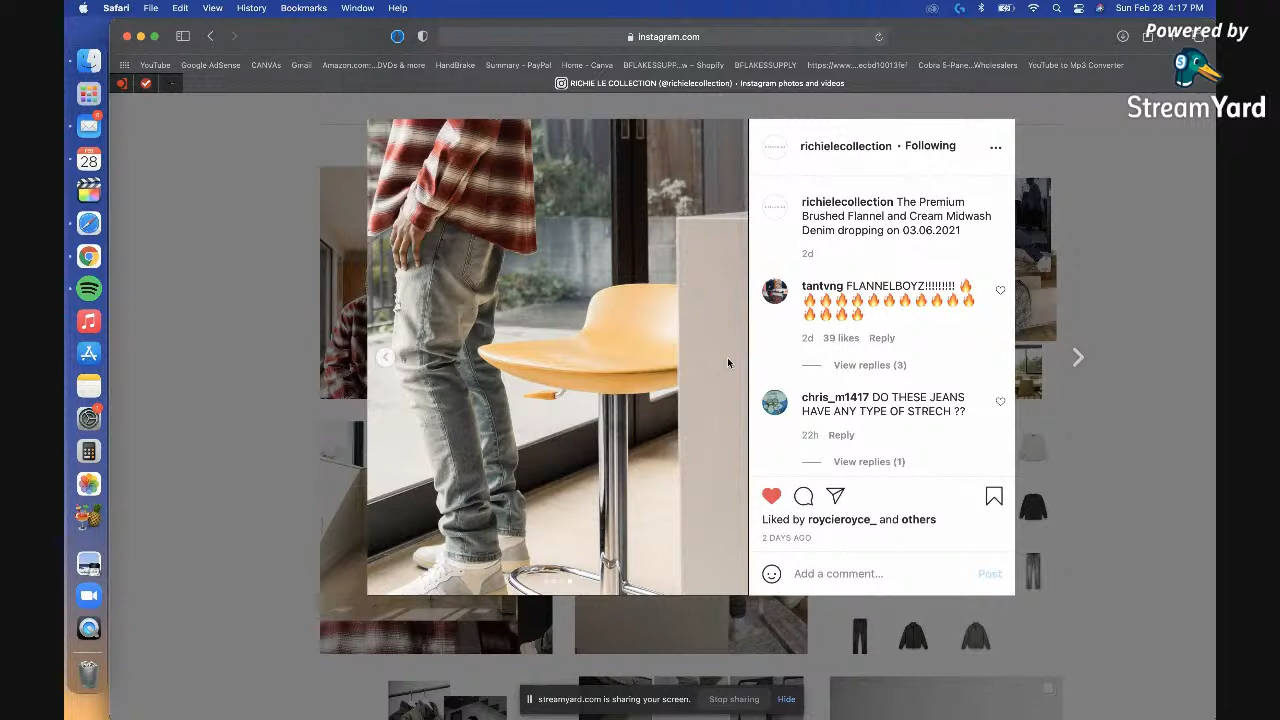 Safari File Edit View History Bookmarks Window Help Sun Feb 28 4:17 PM
Powered by
StreamYard
instagram.com
YouTube Google AdSense CANVAs Gmail Amazon.com:...DVDs & more HandBrake Summary - PayPal Home - Canva BFLAKESSUPP...w – Shopify BFLAKESSUPPLY https://www....ecbd10013fef Cobra 5-Pane...Wholesalers YouTube to Mp3 Converter
RICHIE LE COLLECTION (@richielecollection) • Instagram photos and videos
FEB
28
richielecollection • Following
richielecollection The Premium
Brushed Flannel and Cream Midwash
Denim dropping on 03.06.2021
2d
tantvng FLANNELBOYZ!!!!!!!!! 🔥
🔥🔥🔥🔥🔥🔥🔥🔥🔥🔥🔥
🔥🔥🔥🔥
2d 39 likes Reply
View replies (3)
chris_m1417 DO THESE JEANS
HAVE ANY TYPE OF STRECH ??
22h Reply
View replies (1)
Liked by roycieroyce_ and others
2 DAYS AGO
Add a comment... Post
streamyard.com is sharing your screen. Stop sharing Hide